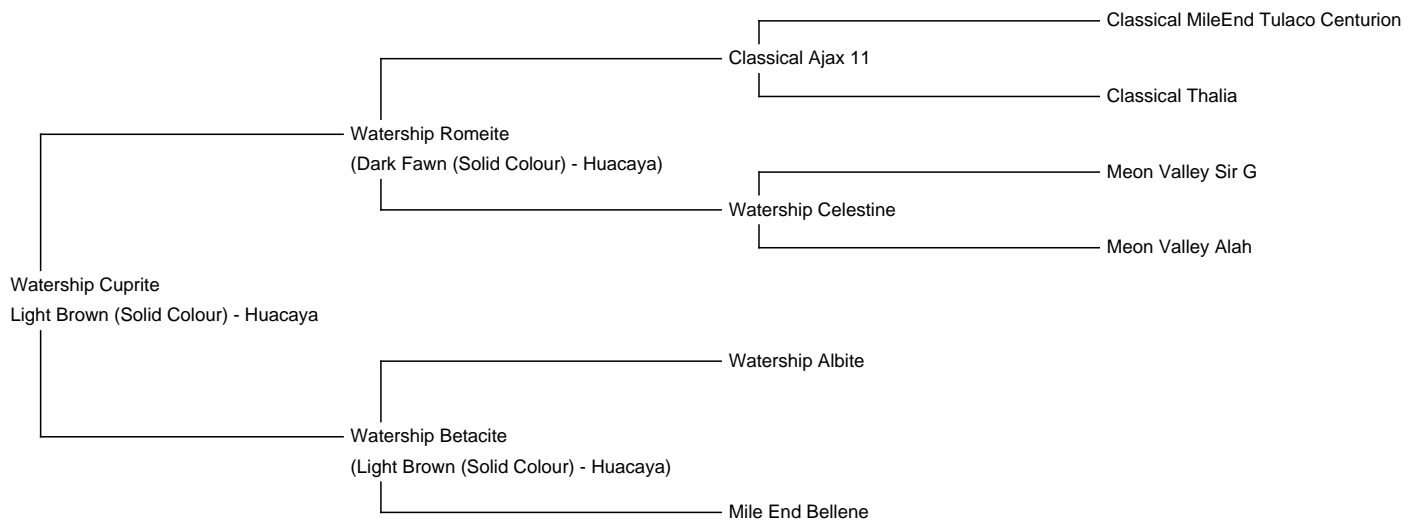 Classical MileEnd Tulaco Centurion
Classical Ajax 11
Classical Thalia
Watership Romeite
(Dark Fawn (Solid Colour) - Huacaya)
Meon Valley Sir G
Watership Celestine
Meon Valley Alah
Watership Cuprite
Light Brown (Solid Colour) - Huacaya
Watership Albite
Watership Betacite
(Light Brown (Solid Colour) - Huacaya)
Mile End Bellene